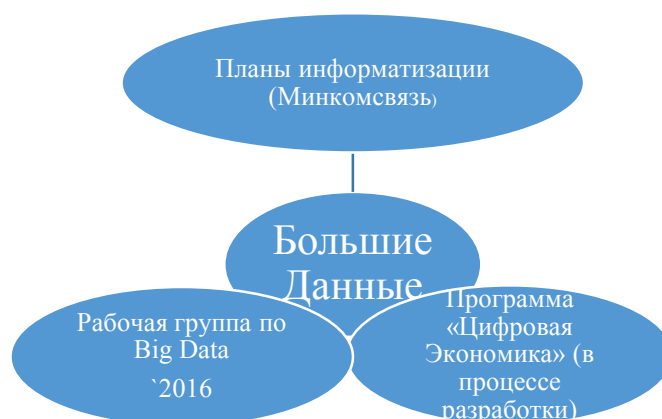 Планы информатизации
(Минкомсвязь)
Большие
Данные
Рабочая группа по
Big Data
`2016
Программа
«Цифровая
Экономика» (в
процессе
разработки)